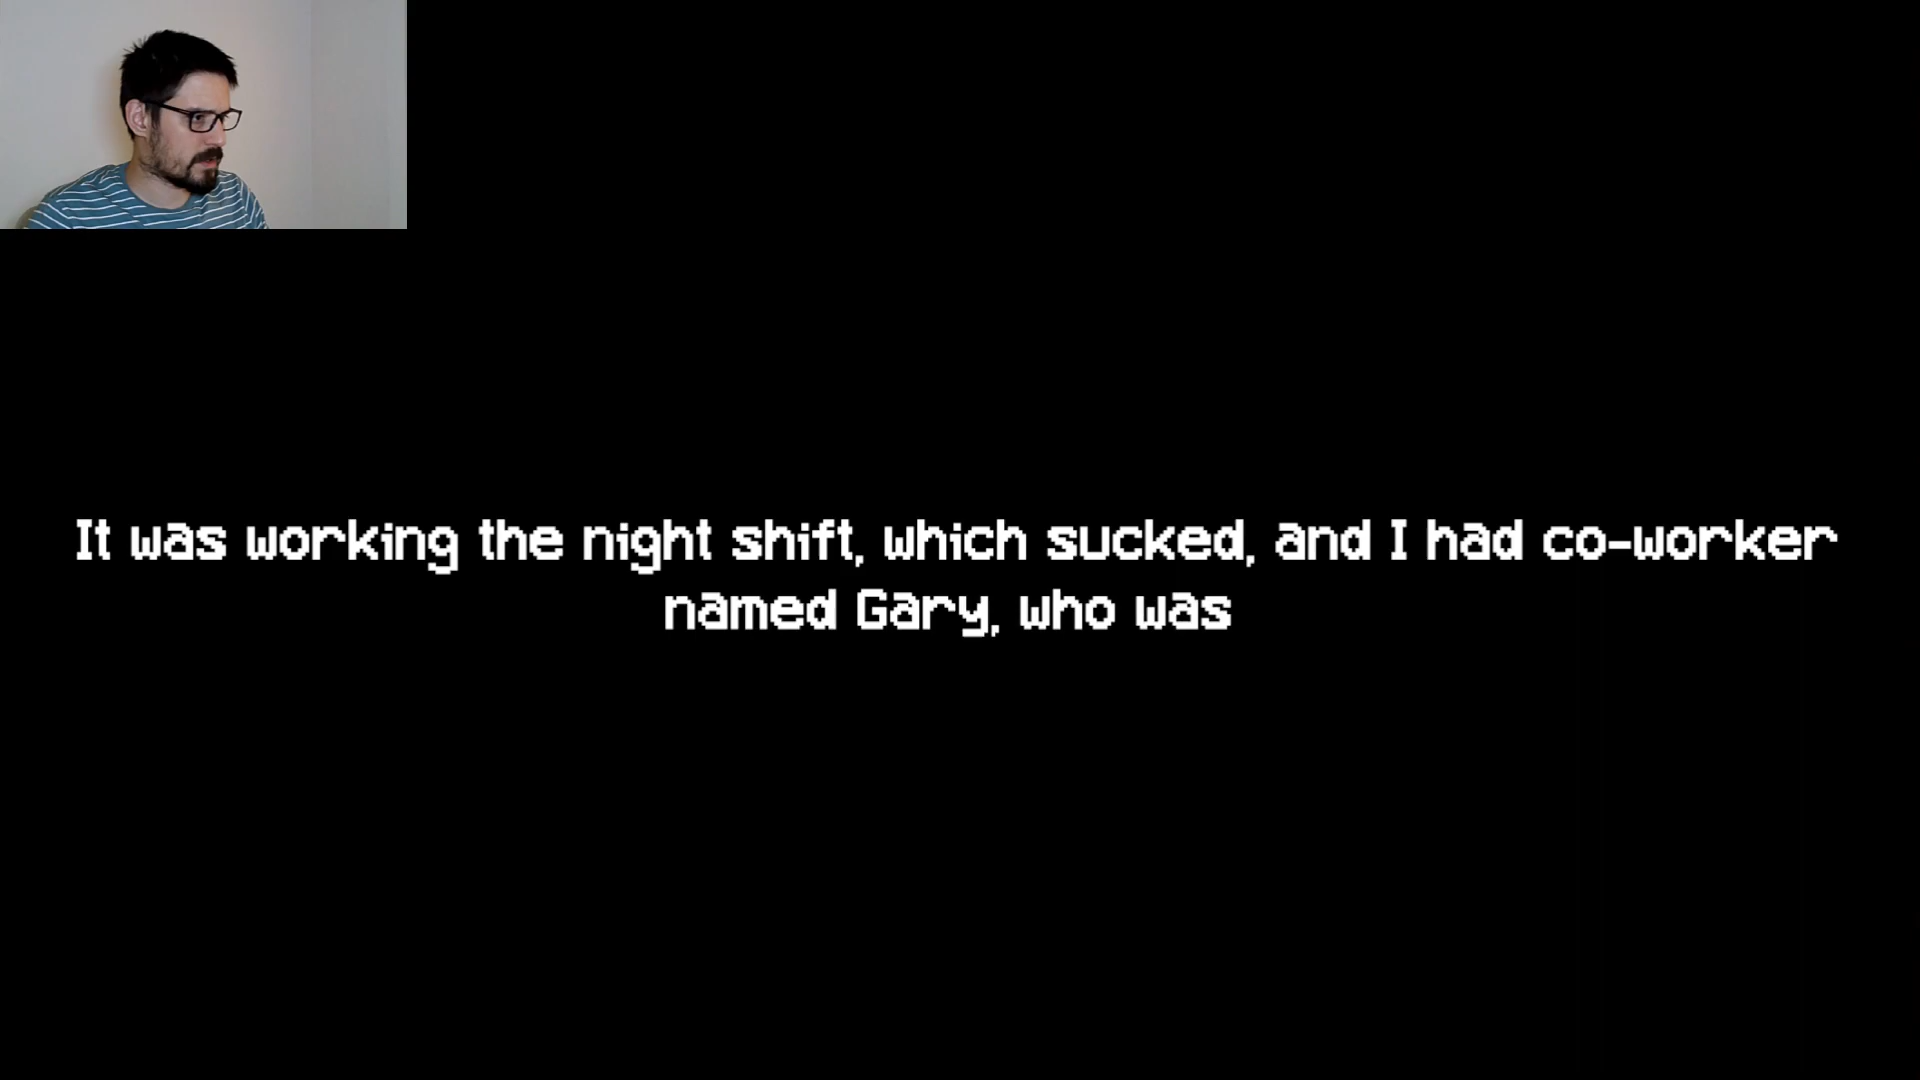 It was working the night shift, which sucked, and I had co-worker
named Gary, who was